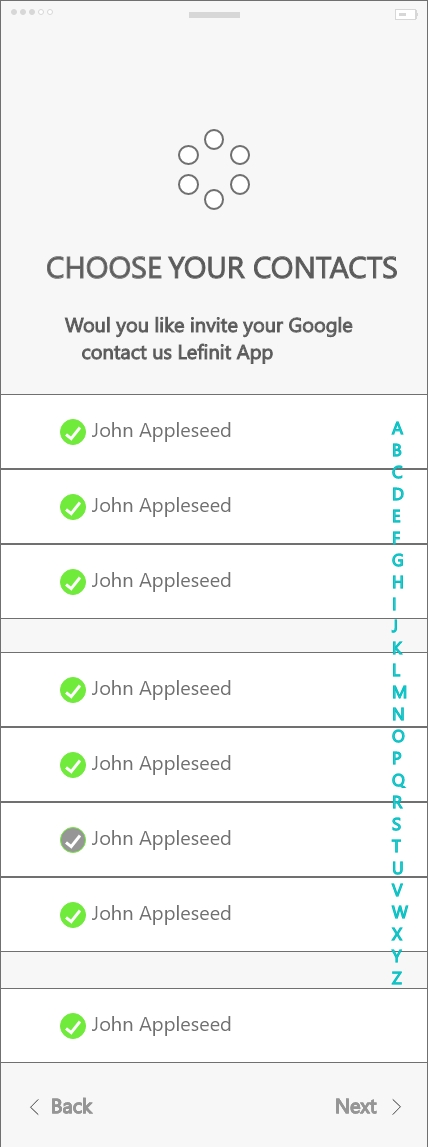 CHOOSE YOUR CONTACTS
Woul you like invite your Google
contact us Lefinit App
John Appleseed
John Appleseed
John Appleseed
John Appleseed
John Appleseed
John Appleseed
John Appleseed
John Appleseed
A
B
C
D
E
F
G
H
I
J
K
L
M
N
O
P
Q
R
S
T
U
V
W
X
Y
Z
Back
Next